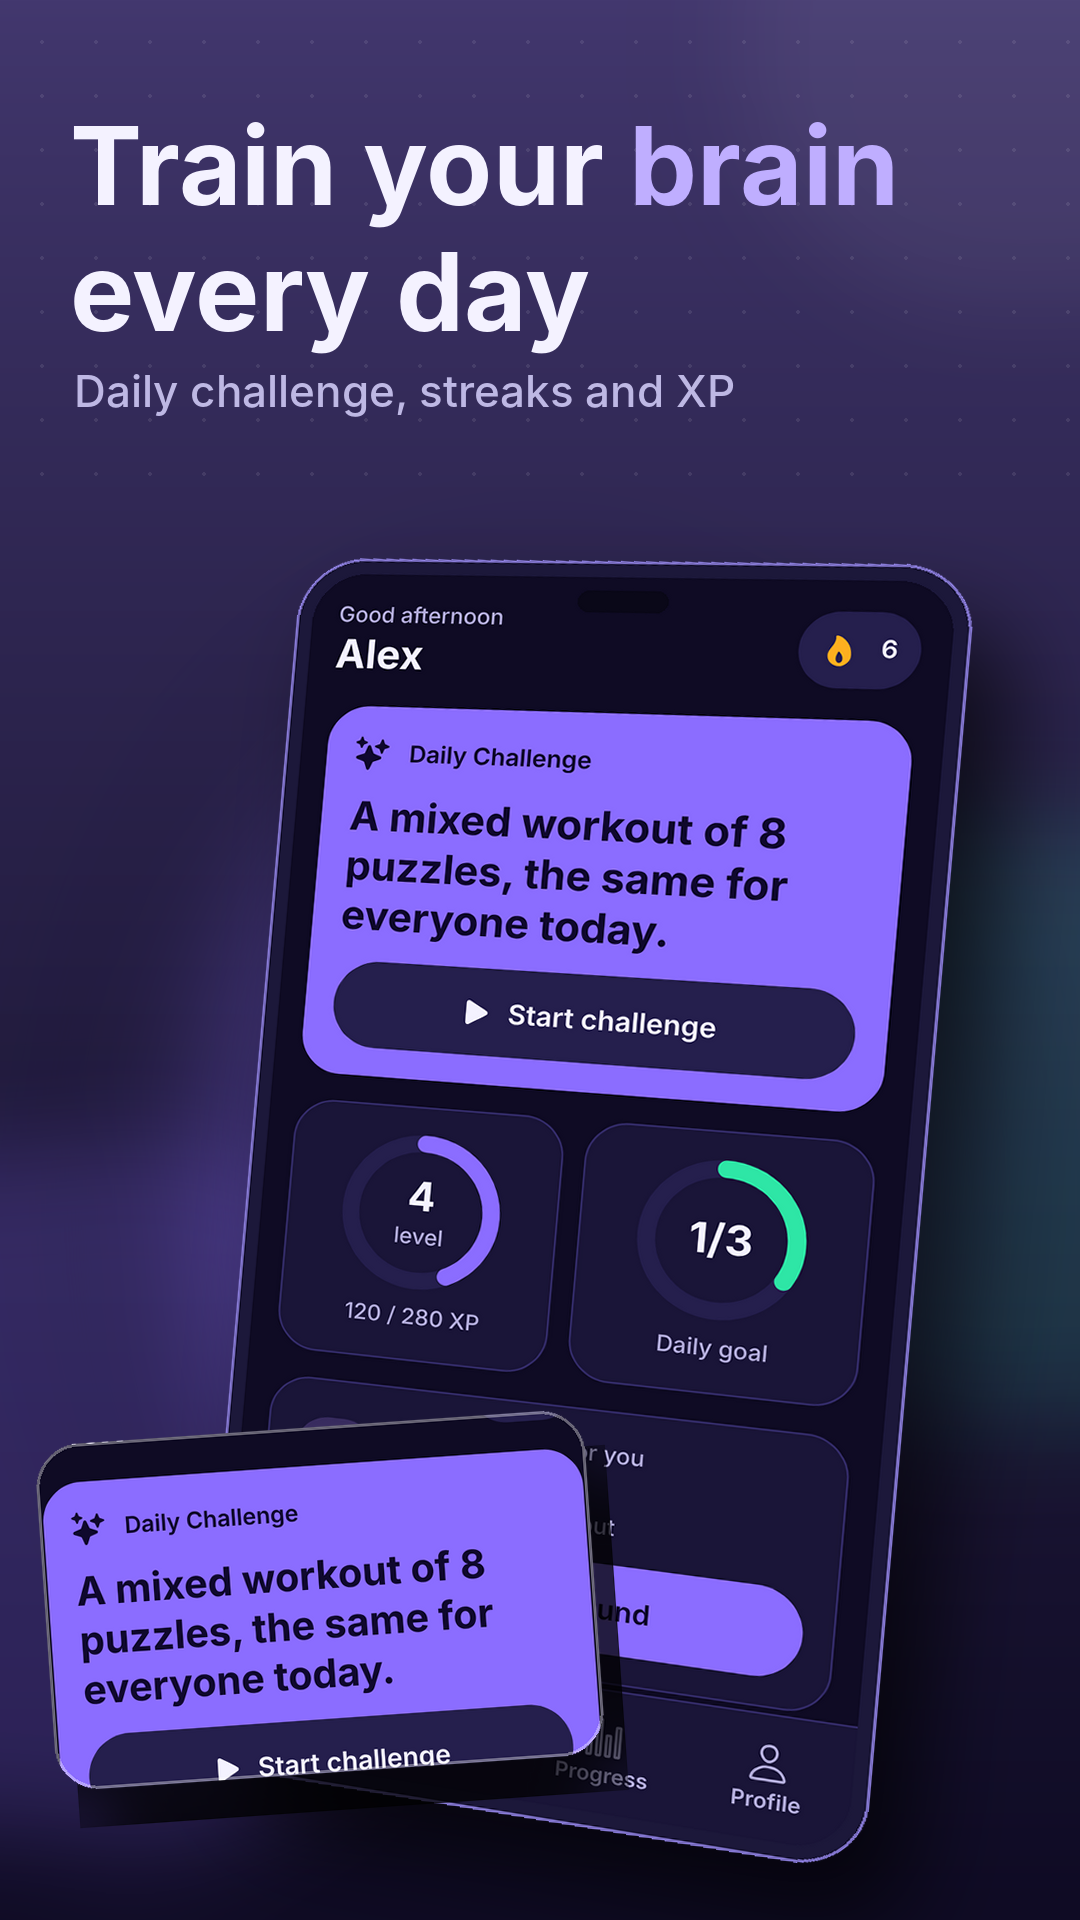 Train your brain
every day
Daily challenge, streaks and XP
Good afternoon
Alex
6
Daily Challenge
A mixed workout of 8
puzzles, the same for
everyone today.
Start challenge
4
level
120 / 280 XP
1/3
Daily goal
you
Daily Challenge
A mixed workout of 8
puzzles, the same for
everyone today.
Start challenge
Progress
Profile